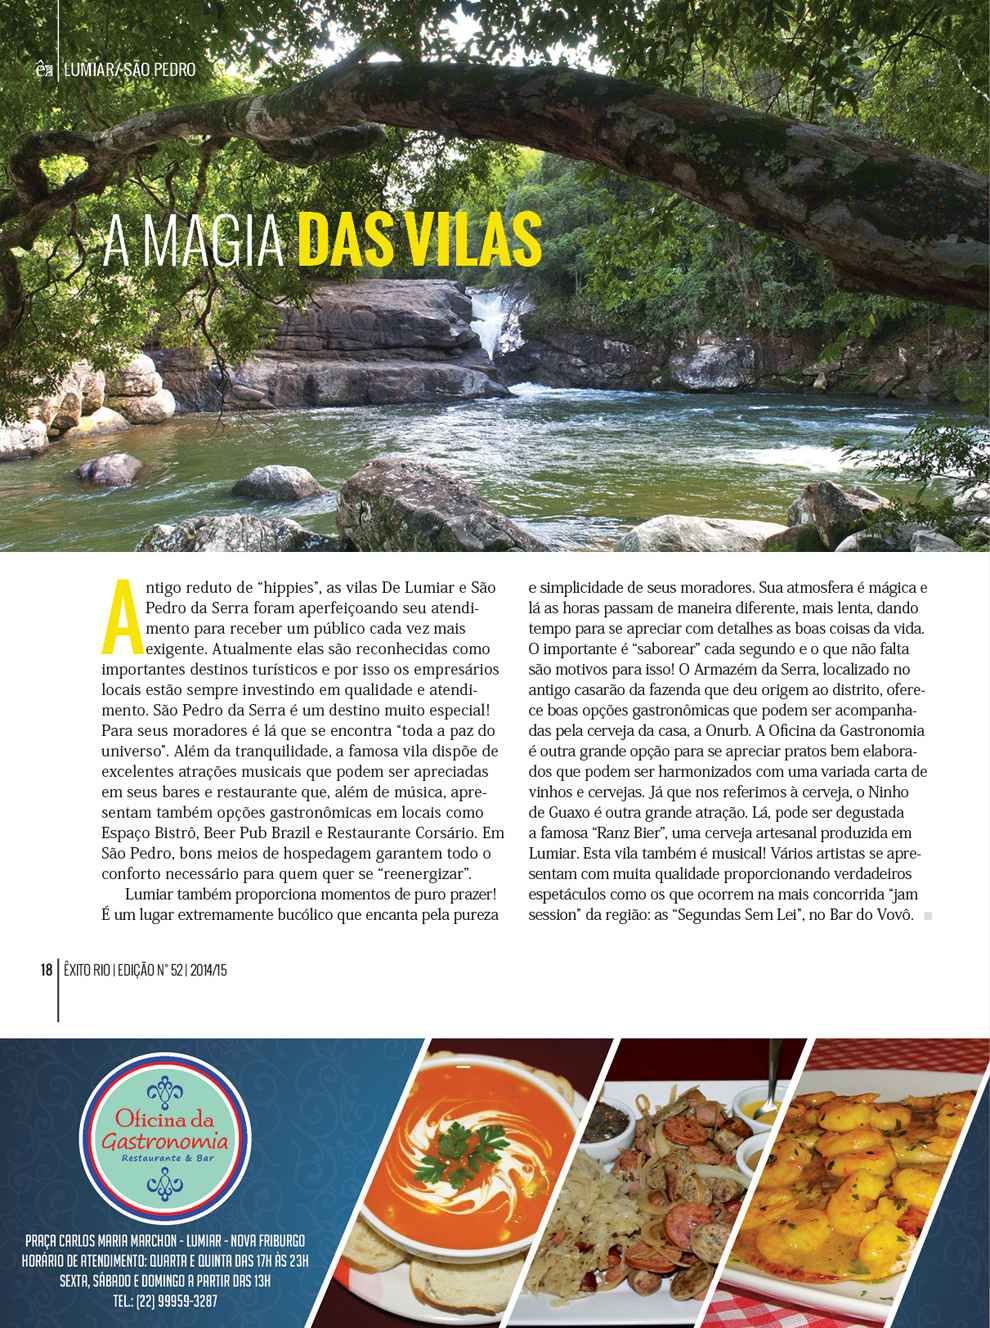 êa LUMIAR/ SÃO PEDRO
A MAGIA DAS VILAS
Antigo reduto de “hippies”, as vilas De Lumiar e São
Pedro da Serra foram aperfeiçoando seu atendi-
mento para receber um público cada vez mais
exigente. Atualmente elas são reconhecidas como
importantes destinos turísticos e por isso os empresários
locais estão sempre investindo em qualidade e atendi-
mento. São Pedro da Serra é um destino muito especial!
Para seus moradores é lá que se encontra “toda a paz do
universo”. Além da tranquilidade, a famosa vila dispõe de
excelentes atrações musicais que podem ser apreciadas
em seus bares e restaurante que, além de música, apre-
sentam também opções gastronômicas em locais como
Espaço Bistrô, Beer Pub Brazil e Restaurante Corsário. Em
São Pedro, bons meios de hospedagem garantem todo o
conforto necessário para quem quer se “reenergizar”.
Lumiar também proporciona momentos de puro prazer!
É um lugar extremamente bucólico que encanta pela pureza
e simplicidade de seus moradores. Sua atmosfera é mágica e
lá as horas passam de maneira diferente, mais lenta, dando
tempo para se apreciar com detalhes as boas coisas da vida.
O importante é “saborear” cada segundo e o que não falta
são motivos para isso! O Armazém da Serra, localizado no
antigo casarão da fazenda que deu origem ao distrito, ofere-
ce boas opções gastronômicas que podem ser acompanha-
das pela cerveja da casa, a Onurb. A Oficina da Gastronomia
é outra grande opção para se apreciar pratos bem elabora-
dos que podem ser harmonizados com uma variada carta de
vinhos e cervejas. Já que nos referimos à cerveja, o Ninho
de Guaxo é outra grande atração. Lá, pode ser degustada
a famosa “Ranz Bier”, uma cerveja artesanal produzida em
Lumiar. Esta vila também é musical! Vários artistas se apre-
sentam com muita qualidade proporcionando verdadeiros
espetáculos como os que ocorrem na mais concorrida “jam
session” da região: as “Segundas Sem Lei”, no Bar do Vovô.
18 ÊXITO RIO | EDIÇÃO N° 52 | 2014/15
Oficina da
Gastronomia
Restaurante & Bar
PRAÇA CARLOS MARIA MARCHON - LUMIAR - NOVA FRIBURGO
HORÁRIO DE ATENDIMENTO: QUARTA E QUINTA DAS 17H ÀS 23H
SEXTA, SÁBADO E DOMINGO A PARTIR DAS 13H
TEL.: (22) 99959-3287